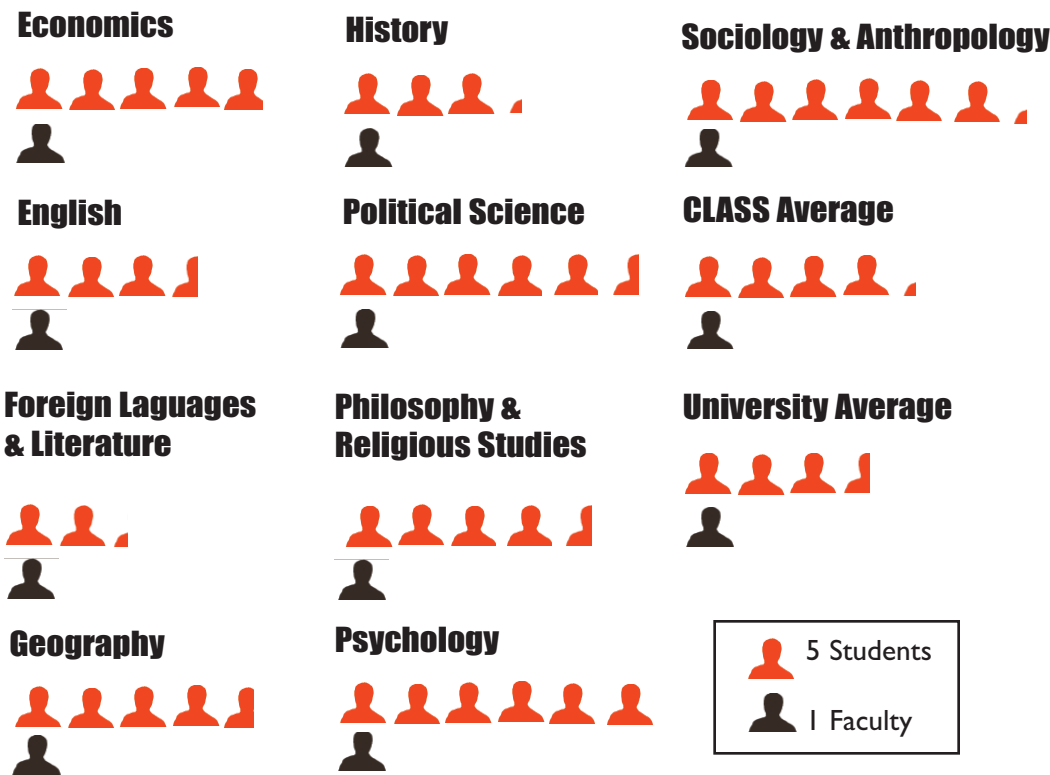 Economics
History
Sociology & Anthropology
English
Political Science
CLASS Average
Foreign Laguages
& Literature
Philosophy &
Religious Studies
University Average
Geography
Psychology
5 Students
1 Faculty